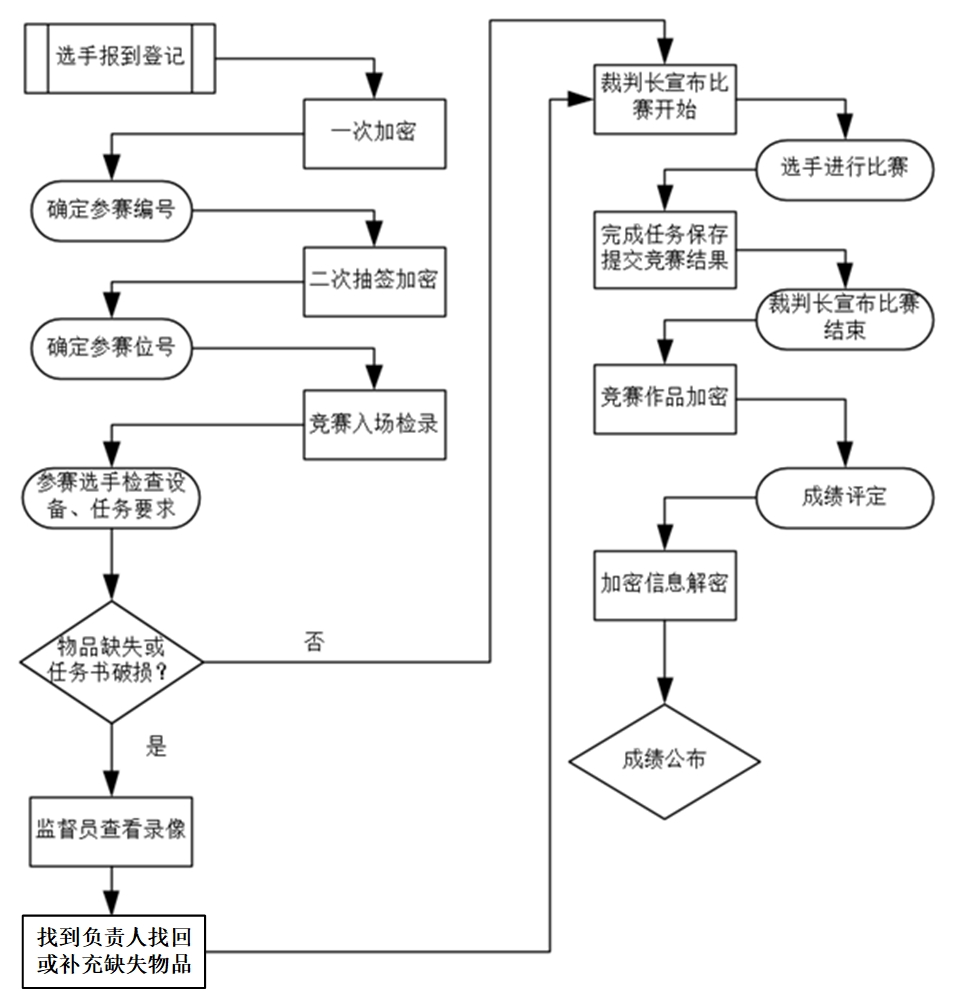 选手报到登记
一次加密
确定参赛编号
二次抽签加密
确定参赛位号
竞赛入场检录
参赛选手检查设
备、任务要求
物品缺失或
任务书破损？
否
是
监督员查看录像
找到负责人找回
或补充缺失物品
裁判长宣布比
赛开始
选手进行比赛
完成任务保存
提交竞赛结果
裁判长宣布比赛
结束
竞赛作品加密
成绩评定
加密信息解密
成绩公布